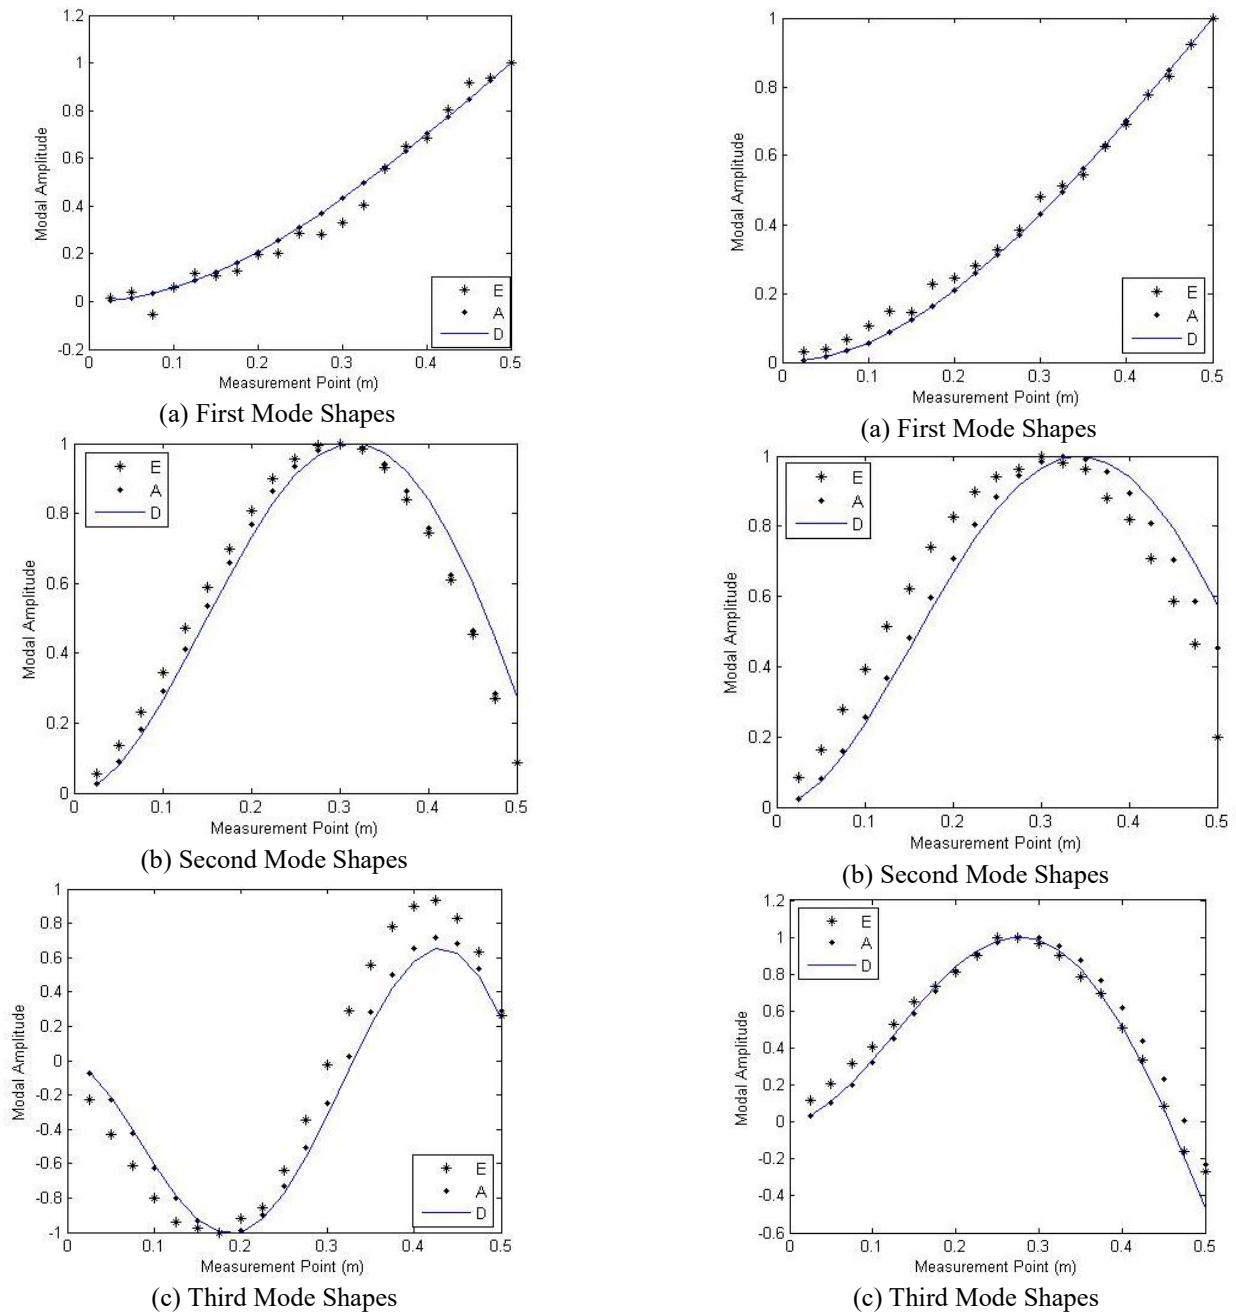 1.2
1
0.8
0.6
0.4
0.2
0
-0.2
Modal Amplitude
E
A
D
0 0.1 0.2 0.3 0.4 0.5
Measurement Point (m)
(a) First Mode Shapes
1
0.8
0.6
0.4
0.2
0
Modal Amplitude
E
A
D
0 0.1 0.2 0.3 0.4 0.5
Measurement Point (m)
(a) First Mode Shapes
1
0.8
0.6
0.4
0.2
0
Modal Amplitude
E
A
D
0 0.1 0.2 0.3 0.4 0.5
Measurement Point (m)
(b) Second Mode Shapes
1
0.8
0.6
0.4
0.2
0
Modal Amplitude
E
A
D
0 0.1 0.2 0.3 0.4 0.5
Measurement Point (m)
(b) Second Mode Shapes
1
0.8
0.6
0.4
0.2
0
-0.2
-0.4
-0.6
-0.8
-1
Modal Amplitude
E
A
D
0 0.1 0.2 0.3 0.4 0.5
Measurement Point (m)
(c) Third Mode Shapes
1.2
1
0.8
0.6
0.4
0.2
0
-0.2
-0.4
-0.6
Modal Amplitude
E
A
D
0 0.1 0.2 0.3 0.4 0.5
Measurement Point (m)
(c) Third Mode Shapes